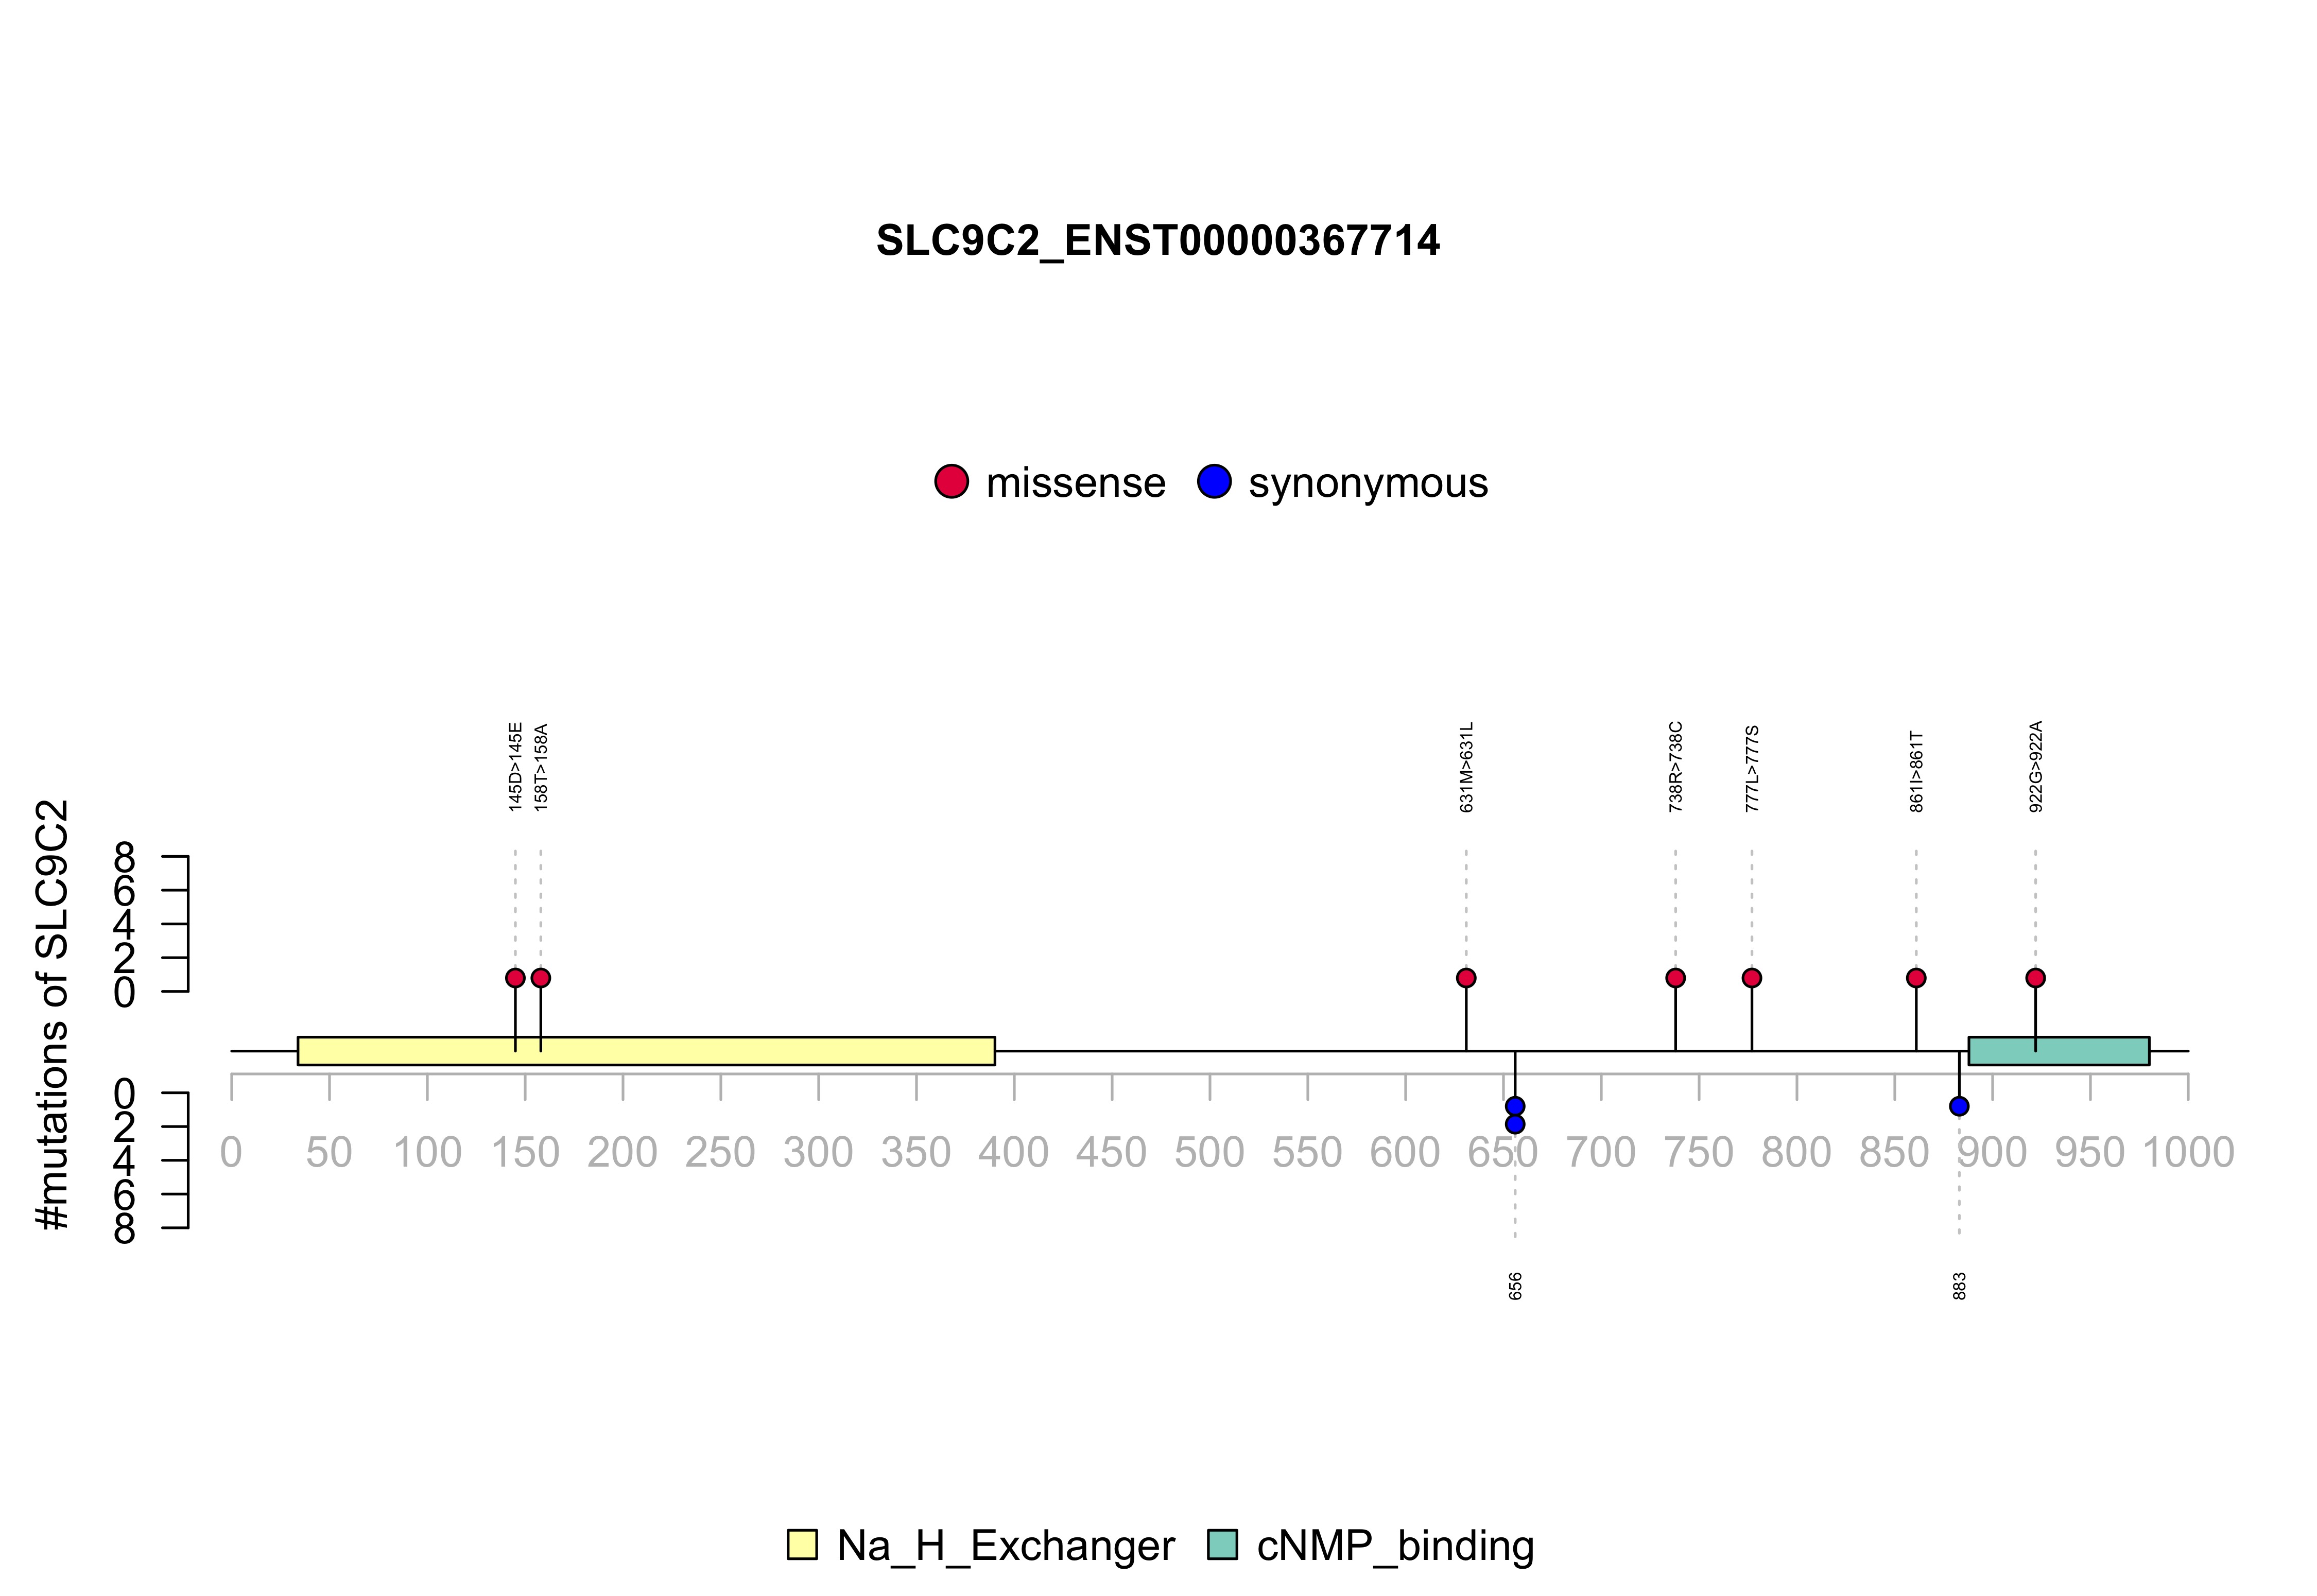 SLC9C2_ENST00000367714
missense synonymous
145D>145E
158T>158A
631M>631L
738R>738C
777L>777S
861I>861T
922G>922A
#mutations of SLC9C2
8
6
4
2
0
0
2
4
6
8
0 50 100 150 200 250 300 350 400 450 500 550 600 650 700 750 800 850 900 950 1000
656
883
Na_H_Exchanger cNMP_binding